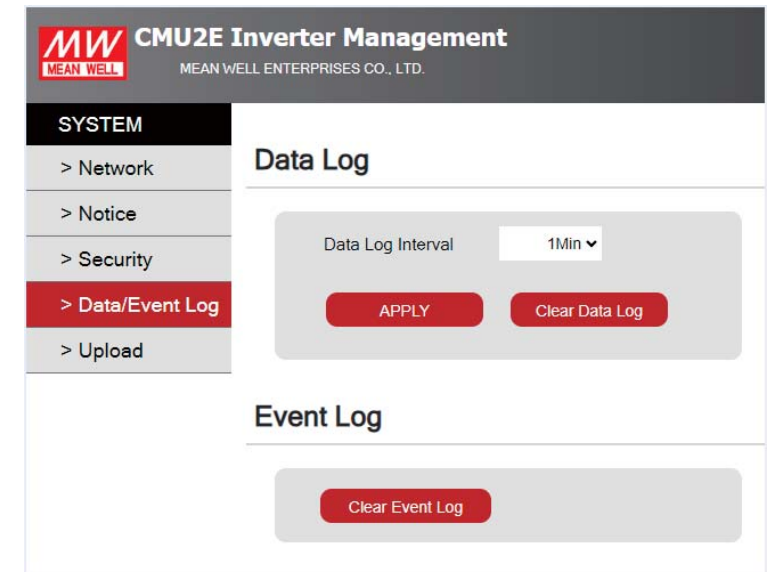 MW
MEAN WELL
CMU2E Inverter Management
MEAN WELL ENTERPRISES CO., LTD.
SYSTEM
> Network
> Notice
> Security
> Data/Event Log
> Upload
Data Log
Data Log Interval 1Min
APPLY Clear Data Log
Event Log
Clear Event Log